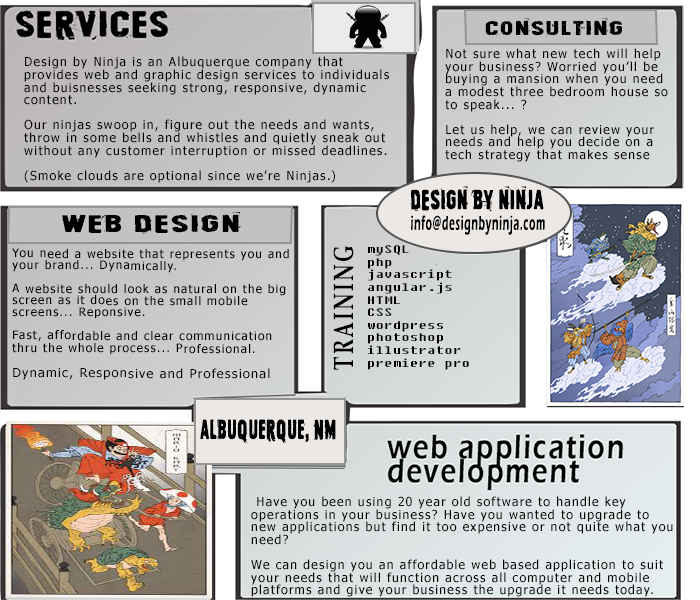 SERVICES
Design by Ninja is an Albuquerque company that
provides web and graphic design services to individuals
and buisnesses seeking strong, responsive, dynamic
content.
Our ninjas swoop in, figure out the needs and wants,
throw in some bells and whistles and quietly sneak out
without any customer interruption or missed deadlines.
(Smoke clouds are optional since we're Ninjas.)
CONSULTING
Not sure what new tech will help
your business? Worried you'll be
buying a mansion when you need
a modest three bedroom house so
to speak... ?
Let us help, we can review your
needs and help you decide on a
tech strategy that makes sense
DESIGN BY NINJA
info@designbyninja.com
WEB DESIGN
You need a website that represents you and
your brand... Dynamically.
A website should look as natural on the big
screen as it does on the small mobile
screens... Reponsive.
Fast, affordable and clear communication
thru the whole process... Professional.
Dynamic, Responsive and Professional
TRAINING
mySQL
php
javascript
angular.js
HTML
CSS
wordpress
photoshop
illustrator
premiere pro
ALBUQUERQUE, NM
MARIO KART
web application
development
Have you been using 20 year old software to handle key
operations in your business? Have you wanted to upgrade to
new applications but find it too expensive or not quite what you
need?
We can design you an affordable web based application to suit
your needs that will function across all computer and mobile
platforms and give your business the upgrade it needs today.